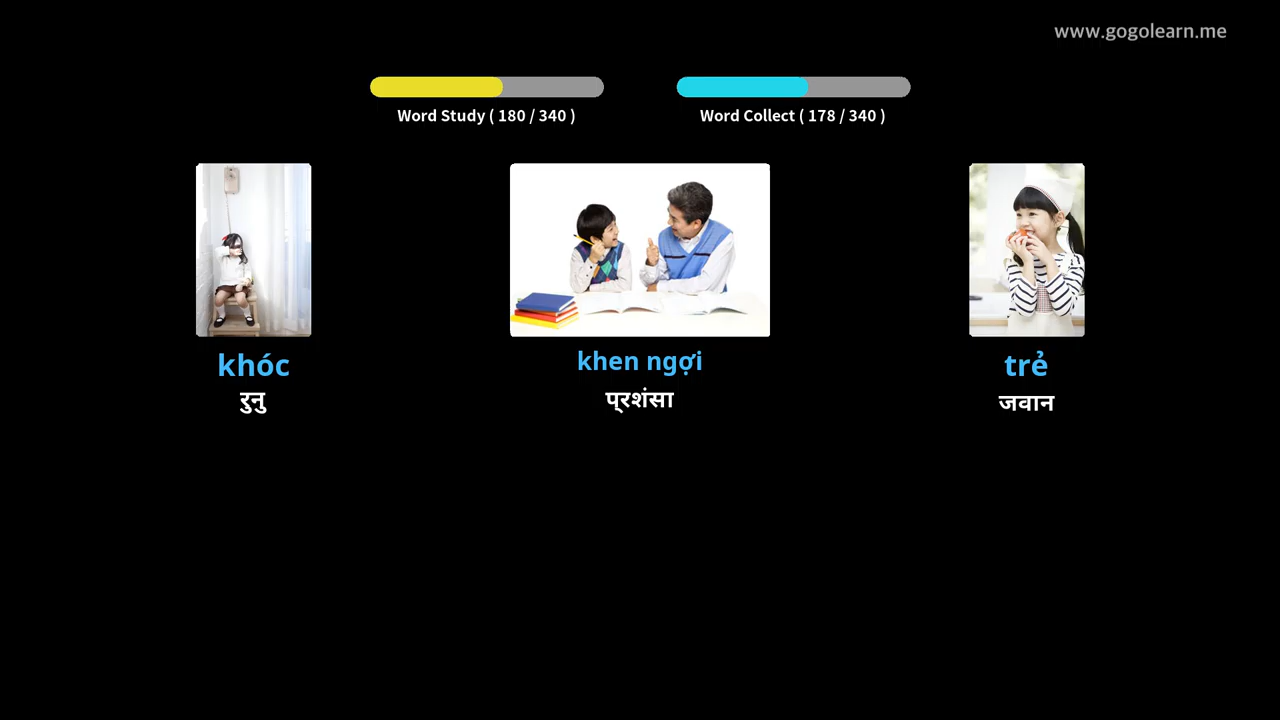 www.gogolearn.me
Word Study ( 180 / 340 )
Word Collect ( 178 / 340 )
khóc
khen ngợi
trẻ
रुनु
प्रशंसा
जवान